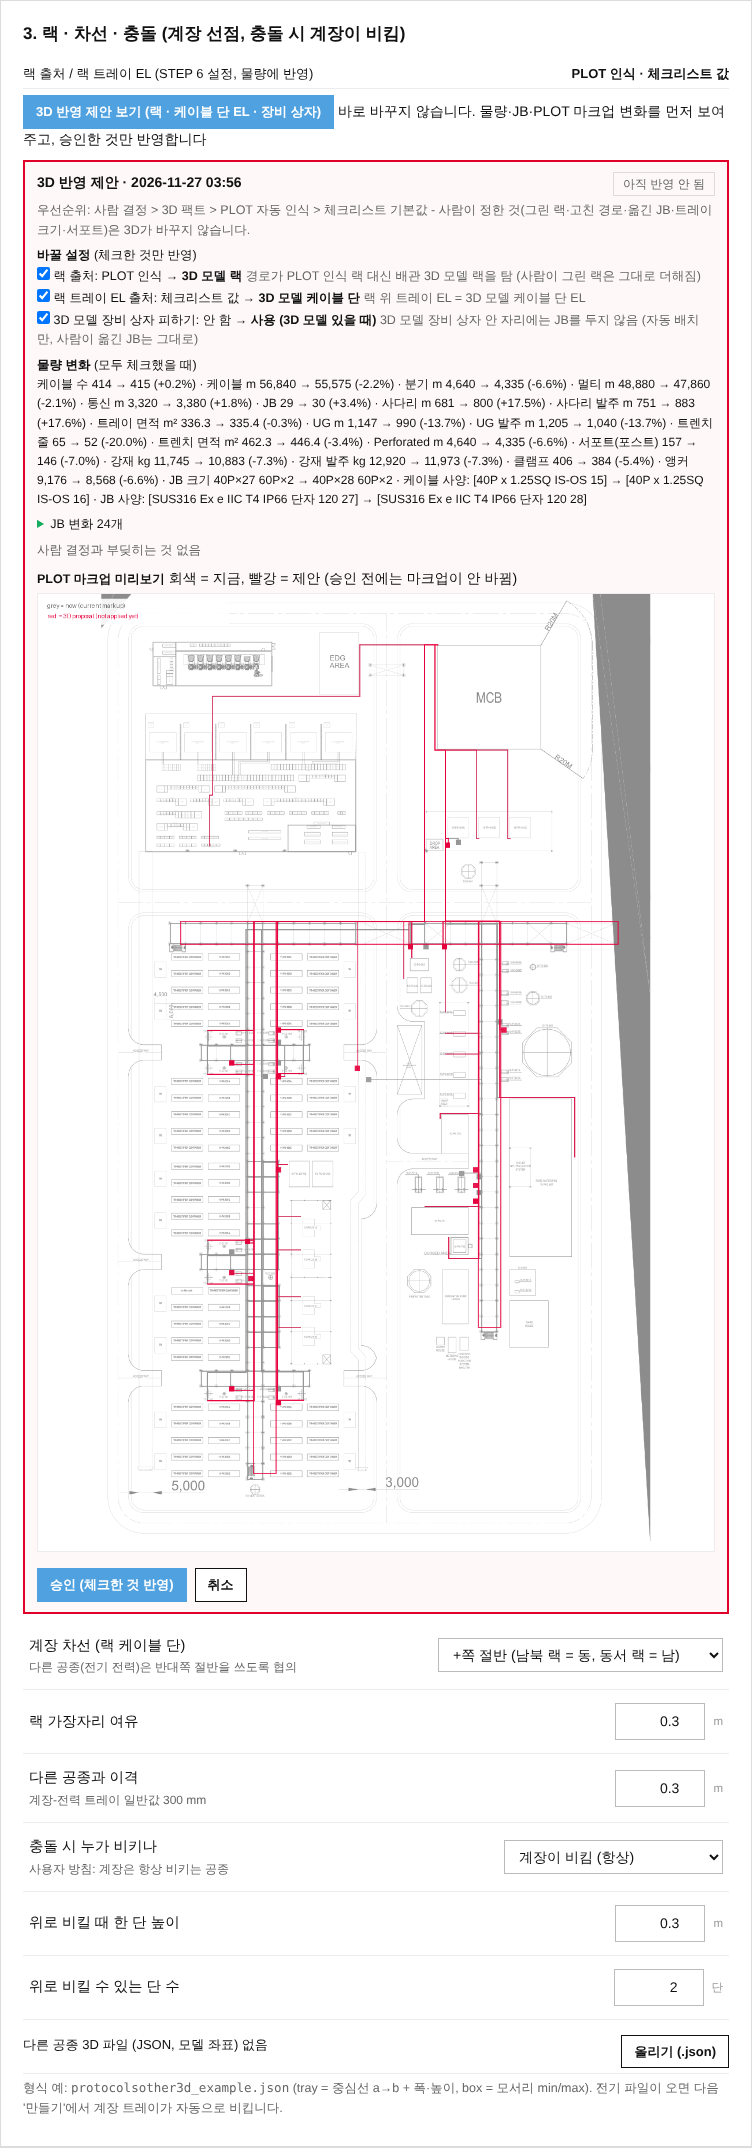 3. 랙 · 차선 · 충돌 (계장 선점, 충돌 시 계장이 비킴)
랙 출처 / 랙 트레이 EL (STEP 6 설정, 물량에 반영)
PLOT 인식 · 체크리스트 값
3D 반영 제안 보기 (랙 · 케이블 단 EL · 장비 상자)
바로 바꾸지 않습니다. 물량·JB·PLOT 마크업 변화를 먼저 보여
주고, 승인한 것만 반영합니다
3D 반영 제안 · 2026-11-27 03:56
아직 반영 안 됨
우선순위: 사람 결정 > 3D 팩트 > PLOT 자동 인식 > 체크리스트 기본값 - 사람이 정한 것(그린 랙·고친 경로·옮긴 JB·트레이
크기·서포트)은 3D가 바꾸지 않습니다.
바꿀 설정 (체크한 것만 반영)
랙 출처: PLOT 인식 → 3D 모델 랙 경로가 PLOT 인식 랙 대신 배관 3D 모델 랙을 탐 (사람이 그린 랙은 그대로 더해짐)
랙 트레이 EL 출처: 체크리스트 값 → 3D 모델 케이블 단 랙 위 트레이 EL = 3D 모델 케이블 단 EL
3D 모델 장비 상자 피하기: 안 함 → 사용 (3D 모델 있을 때) 3D 모델 장비 상자 안 자리에는 JB를 두지 않음 (자동 배치
만, 사람이 옮긴 JB는 그대로)
물량 변화 (모두 체크했을 때)
케이블 수 414 → 415 (+0.2%) · 케이블 m 56,840 → 55,575 (-2.2%) · 분기 m 4,640 → 4,335 (-6.6%) · 멀티 m 48,880 → 47,860
(-2.1%) · 통신 m 3,320 → 3,380 (+1.8%) · JB 29 → 30 (+3.4%) · 사다리 m 681 → 800 (+17.5%) · 사다리 발주 m 751 → 883
(+17.6%) · 트레이 면적 m² 336.3 → 335.4 (-0.3%) · UG m 1,147 → 990 (-13.7%) · UG 발주 m 1,205 → 1,040 (-13.7%) · 트렌치
줄 65 → 52 (-20.0%) · 트렌치 면적 m² 462.3 → 446.4 (-3.4%) · Perforated m 4,640 → 4,335 (-6.6%) · 서포트(포스트) 157 →
146 (-7.0%) · 강재 kg 11,745 → 10,883 (-7.3%) · 강재 발주 kg 12,920 → 11,973 (-7.3%) · 클램프 406 → 384 (-5.4%) · 앵커
9,176 → 8,568 (-6.6%) · JB 크기 40P×27 60P×2 → 40P×28 60P×2 · 케이블 사양: [40P x 1.25SQ IS-OS 15] → [40P x 1.25SQ
IS-OS 16] · JB 사양: [SUS316 Ex e IIC T4 IP66 단자 120 27] → [SUS316 Ex e IIC T4 IP66 단자 120 28]
JB 변화 24개
사람 결정과 부딪히는 것 없음
PLOT 마크업 미리보기 회색 = 지금, 빨강 = 제안 (승인 전에는 마크업이 안 바뀜)
grey = now (current markup)
red = 3D proposal (not applied yet)
R20M
EDG
AREA
MCB
R20M
5,000
3,000
승인 (체크한 것 반영)
취소
계장 차선 (랙 케이블 단)
다른 공종(전기 전력)은 반대쪽 절반을 쓰도록 협의
+쪽 절반 (남북 랙 = 동, 동서 랙 = 남)
랙 가장자리 여유
0.3
m
다른 공종과 이격
계장-전력 트레이 일반값 300 mm
0.3
m
충돌 시 누가 비키나
사용자 방침: 계장은 항상 비키는 공종
계장이 비킴 (항상)
위로 비킬 때 한 단 높이
0.3
m
위로 비킬 수 있는 단 수
2
단
다른 공종 3D 파일 (JSON, 모델 좌표) 없음
올리기 (.json)
형식 예: protocolsother3d_example.json (tray = 중심선 a→b + 폭·높이, box = 모서리 min/max). 전기 파일이 오면 다음
'만들기'에서 계장 트레이가 자동으로 비킵니다.